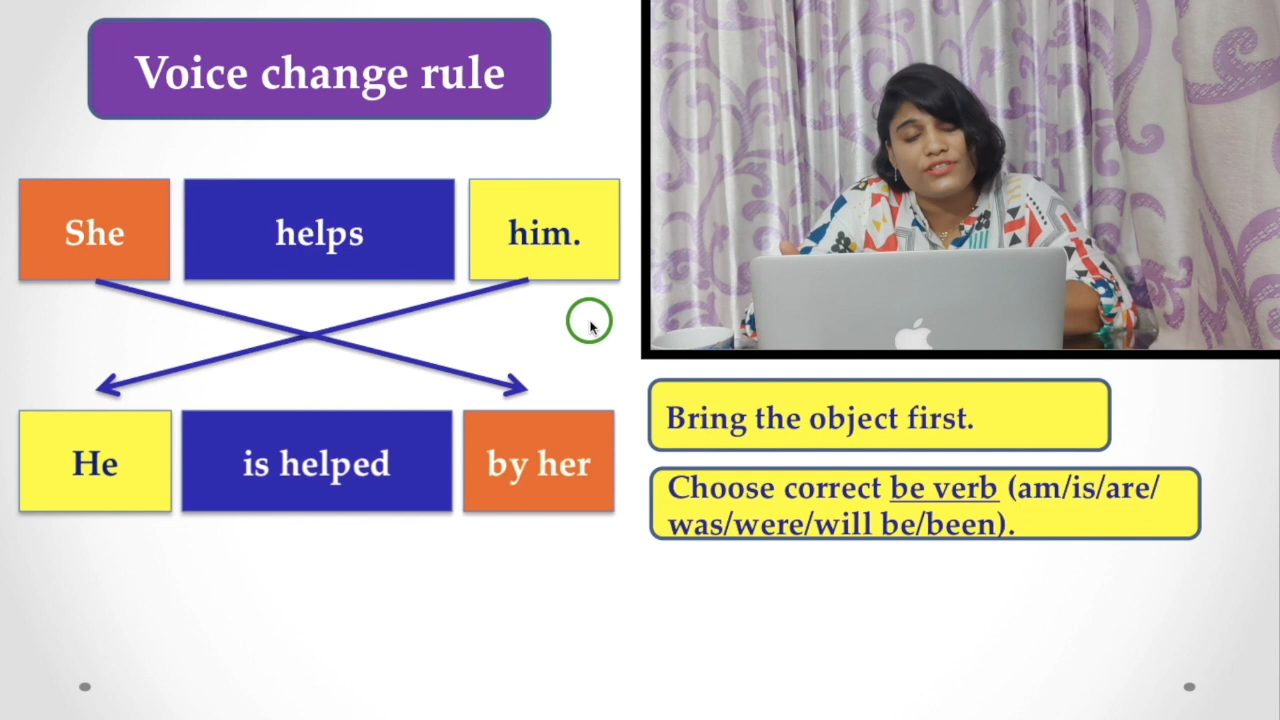 Voice change rule
She helps him.
He is helped by her
Bring the object first.
Choose correct be verb (am/is/are/
was/were/will be/been).